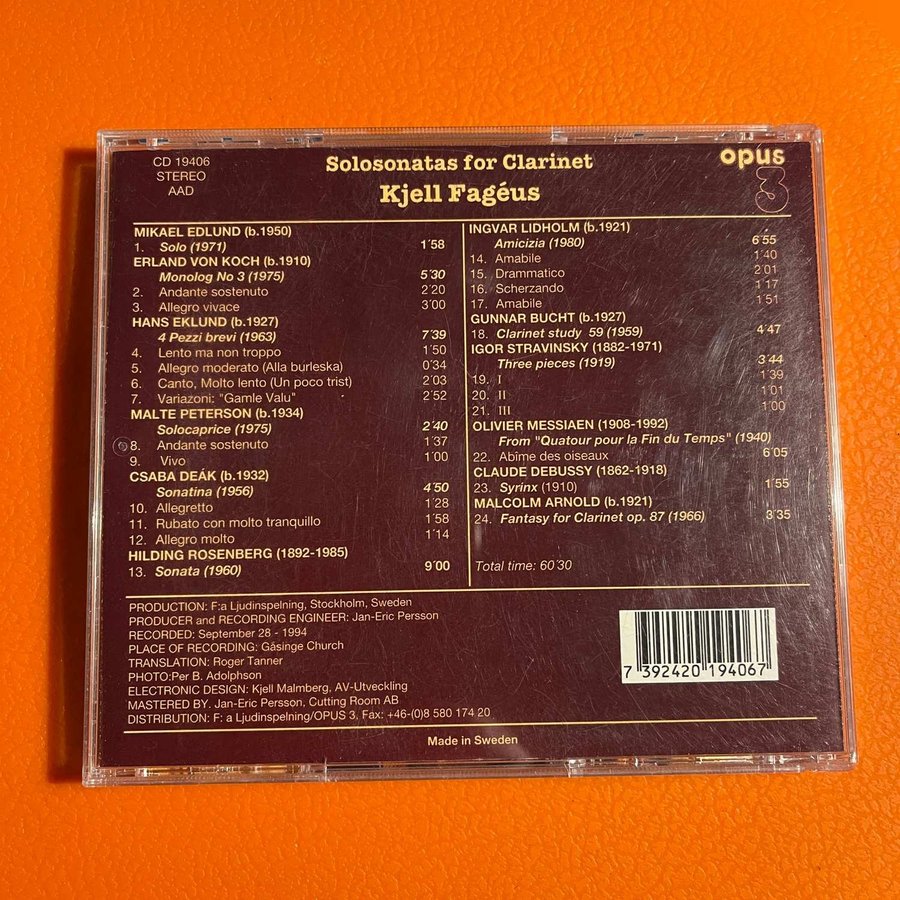 CD 19406
STEREO
AAD
Solosonatas for Clarinet
Kjell Fagéus
opus 3
MIKAEL EDLUND (b.1950)
1. Solo (1971) 1´58
ERLAND VON KOCH (b.1910)
Monolog No 3 (1975) 5´30
2. Andante sostenuto 2´20
3. Allegro vivace 3´00
HANS EKLUND (b.1927)
4 Pezzi brevi (1963) 7´39
4. Lento ma non troppo 1´50
5. Allegro moderato (Alla burleska) 0´34
6. Canto, Molto lento (Un poco trist) 2´03
7. Variazoni: "Gamle Valu" 2´52
MALTE PETERSON (b.1934)
Solocaprice (1975) 2´40
8. Andante sostenuto 1´37
9. Vivo 1´00
CSABA DEÁK (b.1932)
Sonatina (1956) 4´50
10. Allegretto 1´28
11. Rubato con molto tranquillo 1´58
12. Allegro molto 1´14
HILDING ROSENBERG (1892-1985)
13. Sonata (1960) 9´00
INGVAR LIDHOLM (b.1921)
Amicizia (1980) 6´55
14. Amabile 1´40
15. Drammatico 2´01
16. Scherzando 1´17
17. Amabile 1´51
GUNNAR BUCHT (b.1927)
18. Clarinet study 59 (1959) 4´47
IGOR STRAVINSKY (1882-1971)
Three pieces (1919) 3´44
19. I 1´39
20. II 1´01
21. III 1´00
OLIVIER MESSIAEN (1908-1992)
From "Quatour pour la Fin du Temps" (1940)
22. Abîme des oiseaux 6´05
CLAUDE DEBUSSY (1862-1918)
23. Syrinx (1910) 1´55
MALCOLM ARNOLD (b.1921)
24. Fantasy for Clarinet op. 87 (1966) 3´35
Total time: 60´30
PRODUCTION: F:a Ljudinspelning, Stockholm, Sweden
PRODUCER and RECORDING ENGINEER: Jan-Eric Persson
RECORDED: September 28 - 1994
PLACE OF RECORDING: Gåsinge Church
TRANSLATION: Roger Tanner
PHOTO:Per B. Adolphson
ELECTRONIC DESIGN: Kjell Malmberg, AV-Utveckling
MASTERED BY. Jan-Eric Persson, Cutting Room AB
DISTRIBUTION: F: a Ljudinspelning/OPUS 3. Fax: +46-(0)8 580 174 20
7 392420 194067
Made in Sweden